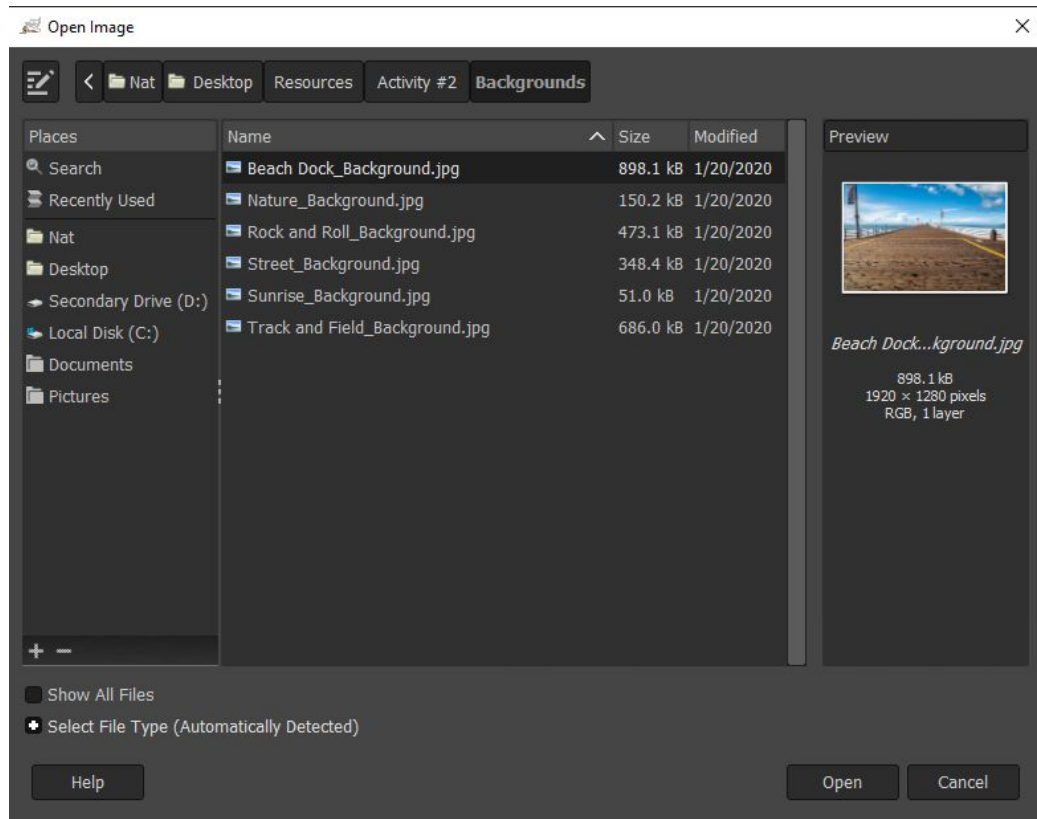 Open Image
Nat Desktop Resources Activity #2 Backgrounds
Places
Search
Recently Used
Nat
Desktop
Secondary Drive (D:)
Local Disk (C:)
Documents
Pictures
Name Size Modified
Beach Dock_Background.jpg 898.1 kB 1/20/2020
Nature_Background.jpg 150.2 kB 1/20/2020
Rock and Roll_Background.jpg 473.1 kB 1/20/2020
Street_Background.jpg 348.4 kB 1/20/2020
Sunrise_Background.jpg 51.0 kB 1/20/2020
Track and Field_Background.jpg 686.0 kB 1/20/2020
Preview
Beach Dock...kground.jpg
898.1 kB
1920 × 1280 pixels
RGB, 1 layer
Show All Files
Select File Type (Automatically Detected)
Help Open Cancel